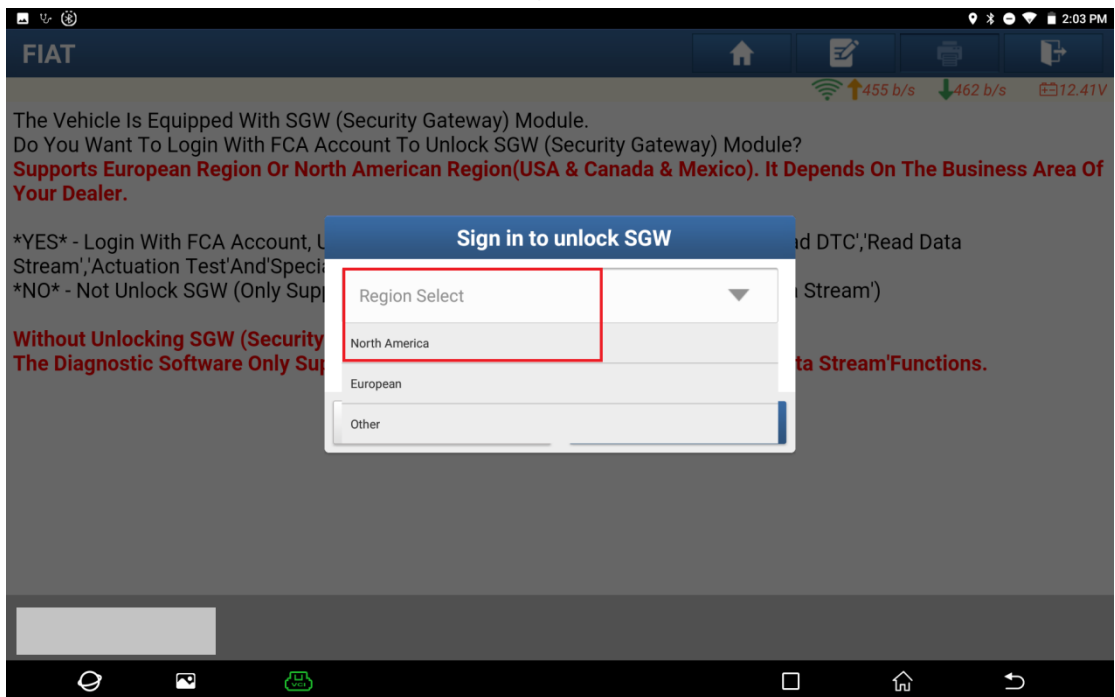 2:03 PM
FIAT
455 b/s 462 b/s 12.41V
The Vehicle Is Equipped With SGW (Security Gateway) Module.
Do You Want To Login With FCA Account To Unlock SGW (Security Gateway) Module?
Supports European Region Or North American Region(USA & Canada & Mexico). It Depends On The Business Area Of
Your Dealer.
*YES* - Login With FCA Account, d DTC','Read Data
Stream','Actuation Test'And'Speci
*NO* - Not Unlock SGW (Only Sup Stream')
Without Unlocking SGW (Security
The Diagnostic Software Only Su ta Stream'Functions.
Sign in to unlock SGW
Region Select
North America
European
Other
VCI